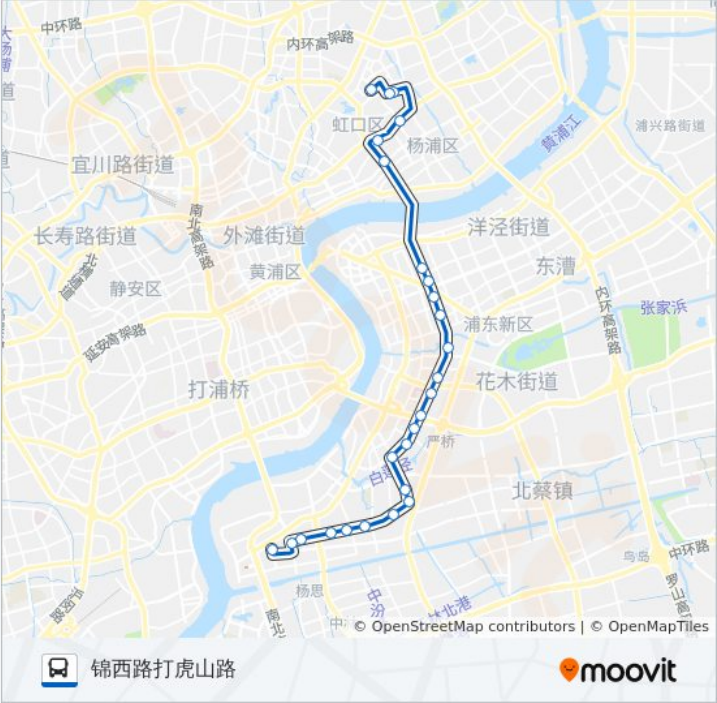 中环路
内环高架路
虹口区
杨浦区
黄浦江
浦兴路街道
宜川路街道
南北高架路
长寿路街道
外滩街道
洋泾街道
北横通道
黄浦区
东漕
静安区
内环高架路
张家浜
延安高架路
浦东新区
打浦桥
花木街道
严桥
白莲泾
北蔡镇
鸟岛
中环路
杨思
罗山高
© OpenStreetMap contributors | © OpenMapTiles
锦西路打虎山路
moovit